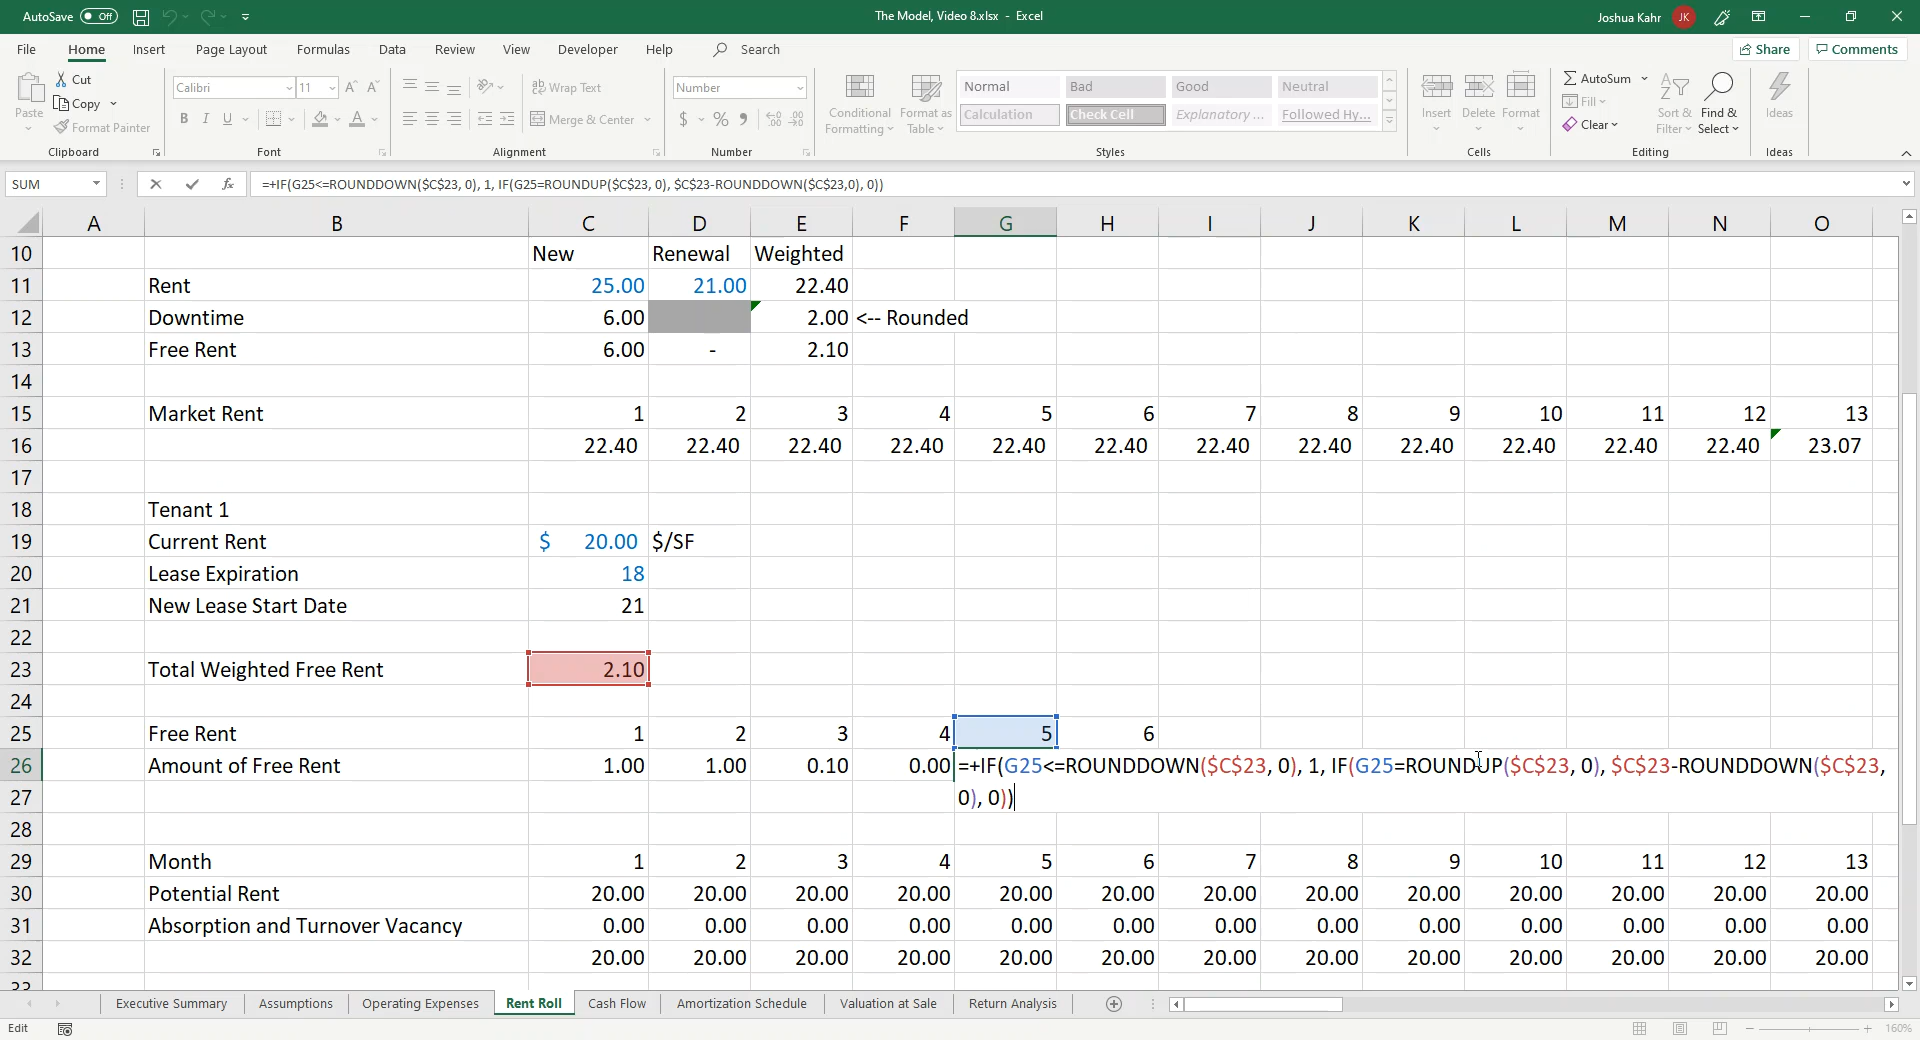 AutoSave Off The Model, Video 8.xlsx - Excel Joshua Kahr JK
File Home Insert Page Layout Formulas Data Review View Developer Help Search Share Comments
Paste Cut Copy Format Painter
Calibri 11 A A B I U A
ab Wrap Text Merge & Center
Number $ % 9
Conditional Formatting Format as Table
Normal Bad Good Neutral
Calculation Check Cell Explanatory ... Followed Hy...
Insert Delete Format
AutoSum Fill Clear
Sort & Filter Find & Select Ideas
Clipboard Font Alignment Number Styles Cells Editing Ideas
SUM fx =+IF(G25<=ROUNDDOWN($C$23, 0), 1, IF(G25=ROUNDUP($C$23, 0), $C$23-ROUNDDOWN($C$23,0), 0))
A B C D E F G H I J K L M N O
10 New Renewal Weighted
11 Rent 25.00 21.00 22.40
12 Downtime 6.00 2.00 <-- Rounded
13 Free Rent 6.00 - 2.10
14
15 Market Rent 1 2 3 4 5 6 7 8 9 10 11 12 13
16 22.40 22.40 22.40 22.40 22.40 22.40 22.40 22.40 22.40 22.40 22.40 22.40 23.07
17
18 Tenant 1
19 Current Rent $ 20.00 $/SF
20 Lease Expiration 18
21 New Lease Start Date 21
22
23 Total Weighted Free Rent 2.10
24
25 Free Rent 1 2 3 4 5 6
26 Amount of Free Rent 1.00 1.00 0.10 0.00 =+IF(G25<=ROUNDDOWN($C$23, 0), 1, IF(G25=ROUNDUP($C$23, 0), $C$23-ROUNDDOWN($C$23,
27 0), 0))
28
29 Month 1 2 3 4 5 6 7 8 9 10 11 12 13
30 Potential Rent 20.00 20.00 20.00 20.00 20.00 20.00 20.00 20.00 20.00 20.00 20.00 20.00 20.00
31 Absorption and Turnover Vacancy 0.00 0.00 0.00 0.00 0.00 0.00 0.00 0.00 0.00 0.00 0.00 0.00 0.00
32 20.00 20.00 20.00 20.00 20.00 20.00 20.00 20.00 20.00 20.00 20.00 20.00 20.00
33
Executive Summary Assumptions Operating Expenses Rent Roll Cash Flow Amortization Schedule Valuation at Sale Return Analysis
Edit 160%